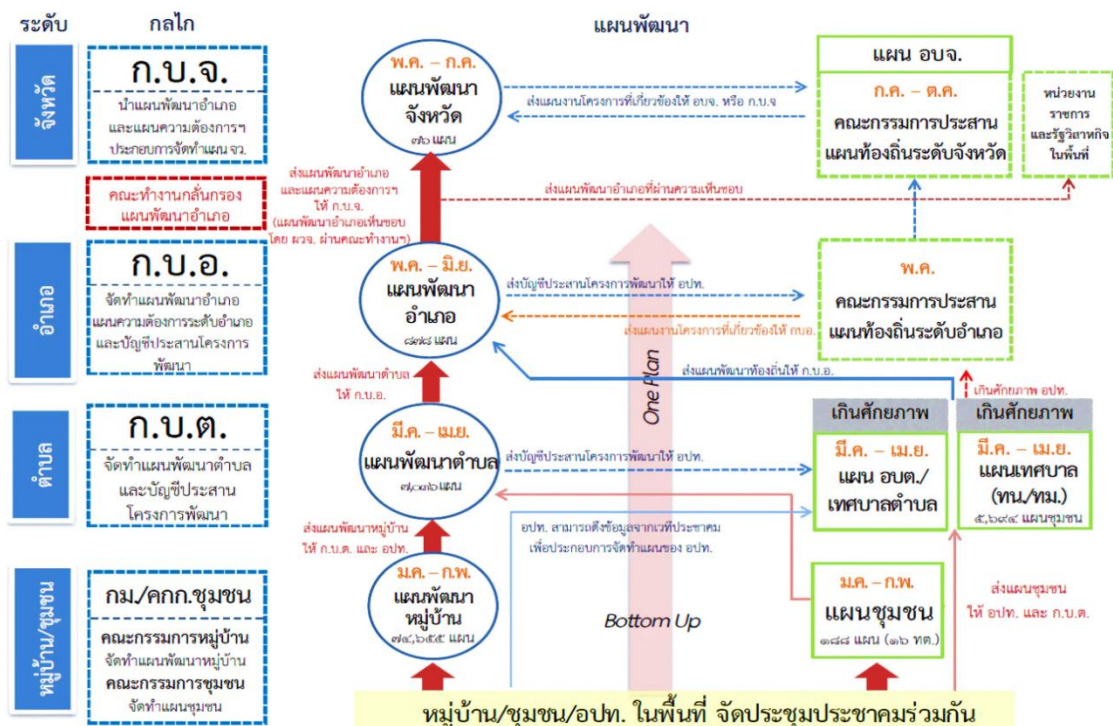 ระดับ
กลไก
แผนพัฒนา
จังหวัด
ก.บ.จ.
นำแผนพัฒนาอำเภอ
และแผนความต้องการฯ
ประกอบการจัดทำแผน จว.
คณะทำงานกลั่นกรอง
แผนพัฒนาอำเภอ
พ.ค. – ก.ค.
แผนพัฒนา
จังหวัด
๗๖ แผน
ส่งแผนงานโครงการที่เกี่ยวข้องให้ อบจ. หรือ ก.บ.จ
แผน อบจ.
ก.ค. – ต.ค.
คณะกรรมการประสาน
แผนท้องถิ่นระดับจังหวัด
หน่วยงาน
ราชการ
และรัฐวิสาหกิจ
ในพื้นที่
ส่งแผนพัฒนาอำเภอ
และแผนความต้องการฯ
ให้ ก.บ.จ.
(แผนพัฒนาอำเภอเห็นชอบ
โดย ผวจ. ผ่านคณะทำงานฯ)
ส่งแผนพัฒนาอำเภอที่ผ่านความเห็นชอบ
อำเภอ
ก.บ.อ.
จัดทำแผนพัฒนาอำเภอ
แผนความต้องการระดับอำเภอ
และบัญชีประสานโครงการ
พัฒนา
พ.ค. – มิ.ย.
แผนพัฒนา
อำเภอ
๘๗๘ แผน
ส่งบัญชีประสานโครงการพัฒนาให้ อปท.
ส่งแผนงานโครงการที่เกี่ยวข้องให้ กบอ.
พ.ค.
คณะกรรมการประสาน
แผนท้องถิ่นระดับอำเภอ
ส่งแผนพัฒนาตำบล
ให้ ก.บ.อ.
ส่งแผนพัฒนาท้องถิ่นให้ ก.บ.อ.
เกินศักยภาพ อปท.
One Plan
ตำบล
ก.บ.ต.
จัดทำแผนพัฒนาตำบล
และบัญชีประสาน
โครงการพัฒนา
มี.ค. – เม.ย.
แผนพัฒนาตำบล
๗,๐๓๖ แผน
ส่งบัญชีประสานโครงการพัฒนาให้ อปท.
เกินศักยภาพ
มี.ค. – เม.ย.
แผน อบต./
เทศบาลตำบล
เกินศักยภาพ
มี.ค. – เม.ย.
แผนเทศบาล
(ทน./ทม.)
๕,๖๙๔ แผนชุมชน
ส่งแผนพัฒนาหมู่บ้าน
ให้ ก.บ.ต. และ อปท.
อปท. สามารถดึงข้อมูลจากเวทีประชาคม
เพื่อประกอบการจัดทำแผนของ อปท.
หมู่บ้าน/ชุมชน
กม./คกก.ชุมชน
คณะกรรมการหมู่บ้าน
จัดทำแผนพัฒนาหมู่บ้าน
คณะกรรมการชุมชน
จัดทำแผนชุมชน
ม.ค. – ก.พ.
แผนพัฒนา
หมู่บ้าน
๗๔,๖๕๕ แผน
Bottom Up
ม.ค. – ก.พ.
แผนชุมชน
๑๘๘ แผน (๑๖ ทต.)
ส่งแผนชุมชน
ให้ อปท. และ ก.บ.ต.
หมู่บ้าน/ชุมชน/อปท. ในพื้นที่ จัดประชุมประชาคมร่วมกัน